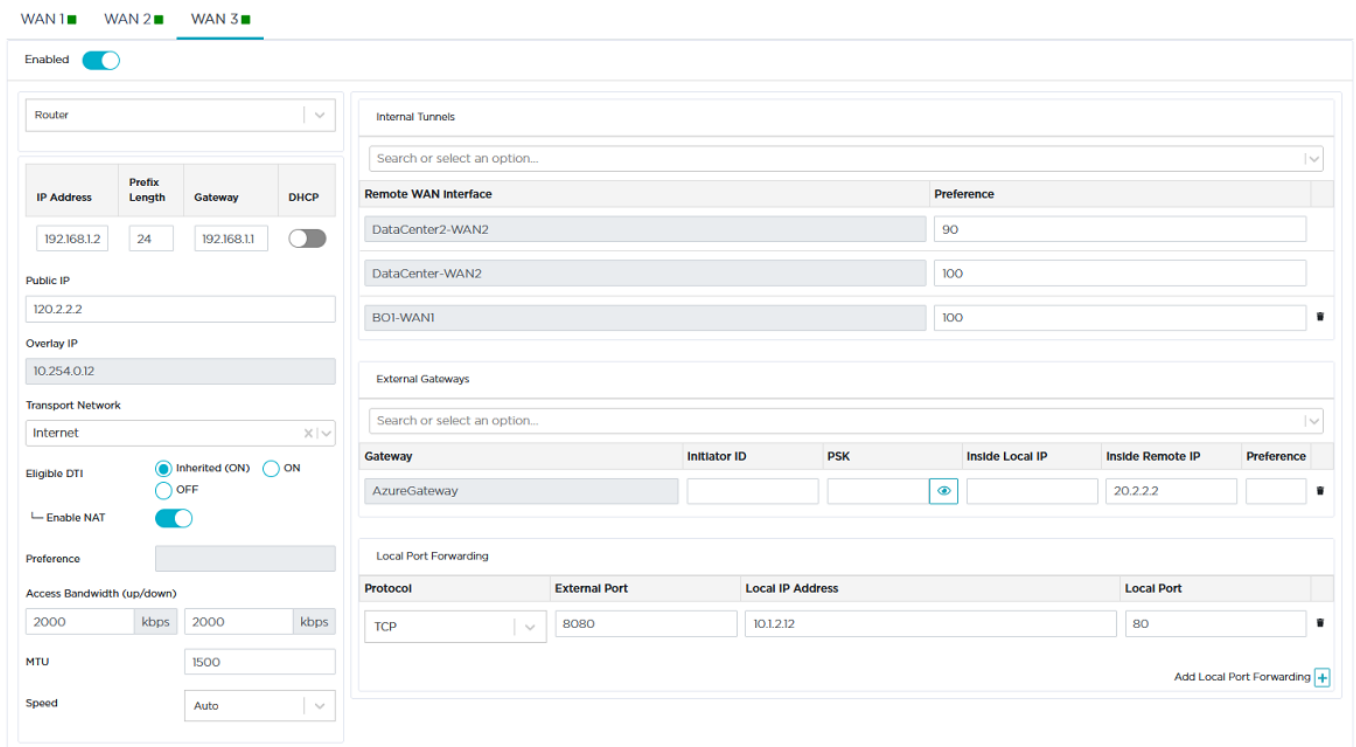 WAN 1 WAN 2 WAN 3
Enabled
Router
IP Address Prefix Length Gateway DHCP
192.168.1.2 24 192.168.1.1
Public IP
120.2.2.2
Overlay IP
10.254.0.12
Transport Network
Internet
Eligible DTI Inherited (ON) ON
OFF
Enable NAT
Preference
Access Bandwidth (up/down)
2000 kbps 2000 kbps
MTU 1500
Speed Auto
Internal Tunnels
Search or select an option...
Remote WAN Interface Preference
DataCenter2-WAN2 90
DataCenter-WAN2 100
BO1-WAN1 100
External Gateways
Search or select an option...
Gateway Initiator ID PSK Inside Local IP Inside Remote IP Preference
AzureGateway 20.2.2.2
Local Port Forwarding
Protocol External Port Local IP Address Local Port
TCP 8080 10.1.2.12 80
Add Local Port Forwarding